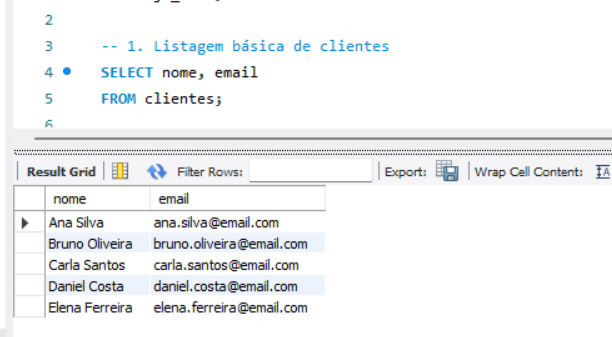 2
3 -- 1. Listagem básica de clientes
4 SELECT nome, email
5 FROM clientes;
6
Result Grid Filter Rows: Export: Wrap Cell Content: IA
nome email
Ana Silva ana.silva@email.com
Bruno Oliveira bruno.oliveira@email.com
Carla Santos carla.santos@email.com
Daniel Costa daniel.costa@email.com
Elena Ferreira elena.ferreira@email.com